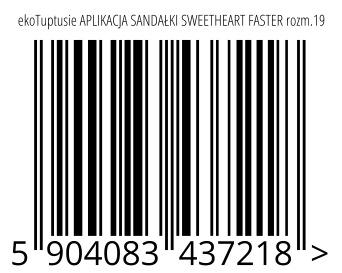 ekoTuptusie APLIKACJA SANDAŁKI SWEETHEART FASTER rozm.19
5 904083 437218 >